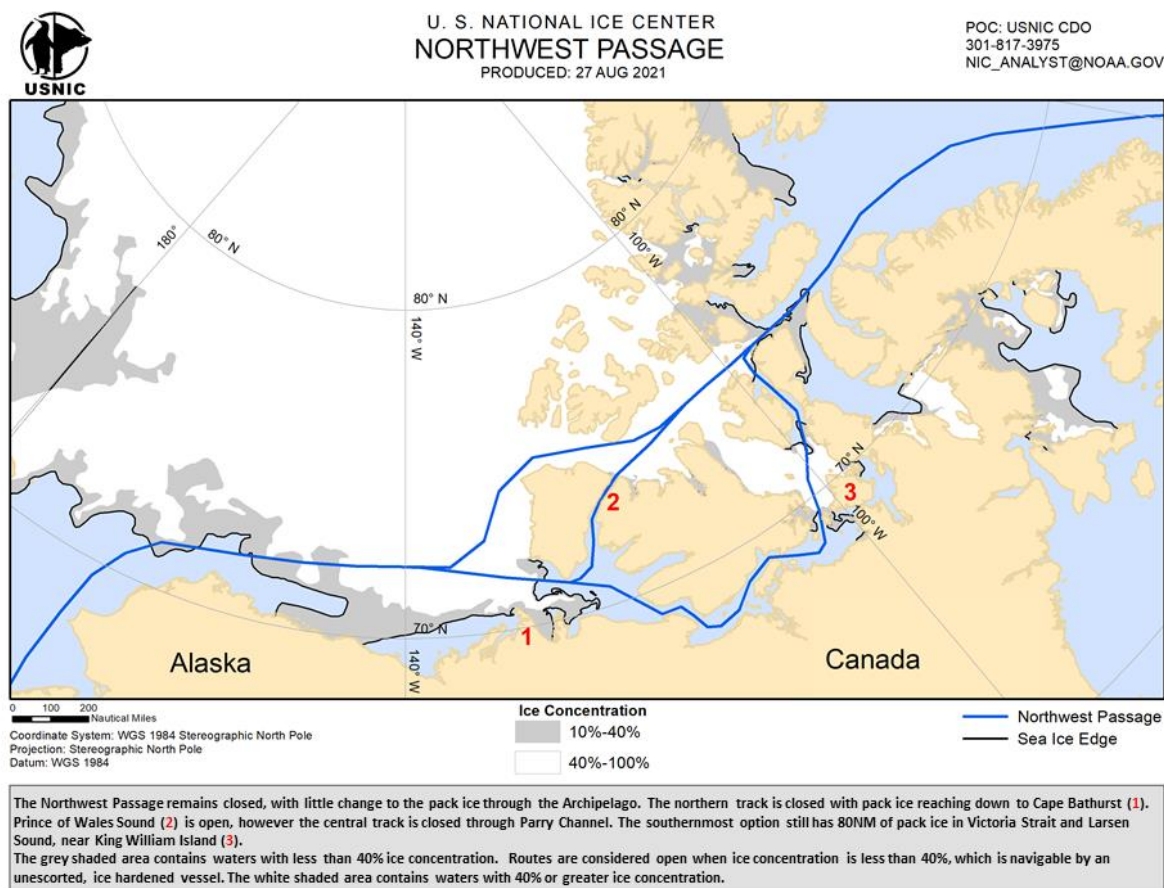 USNIC
U. S. NATIONAL ICE CENTER
NORTHWEST PASSAGE
PRODUCED: 27 AUG 2021
POC: USNIC CDO
301-817-3975
NIC_ANALYST@NOAA.GOV
180°
80° N
80° N
100° W
80° N
140° W
2
70° N
3
100° W
70° N
1
140° W
Alaska
Canada
0 100 200
Nautical Miles
Coordinate System: WGS 1984 Stereographic North Pole
Projection: Stereographic North Pole
Datum: WGS 1984
Ice Concentration
10%-40%
40%-100%
Northwest Passage
Sea Ice Edge
The Northwest Passage remains closed, with little change to the pack ice through the Archipelago. The northern track is closed with pack ice reaching down to Cape Bathurst (1).
Prince of Wales Sound (2) is open, however the central track is closed through Parry Channel. The southernmost option still has 80NM of pack ice in Victoria Strait and Larsen
Sound, near King William Island (3).
The grey shaded area contains waters with less than 40% ice concentration. Routes are considered open when ice concentration is less than 40%, which is navigable by an
unescorted, ice hardened vessel. The white shaded area contains waters with 40% or greater ice concentration.